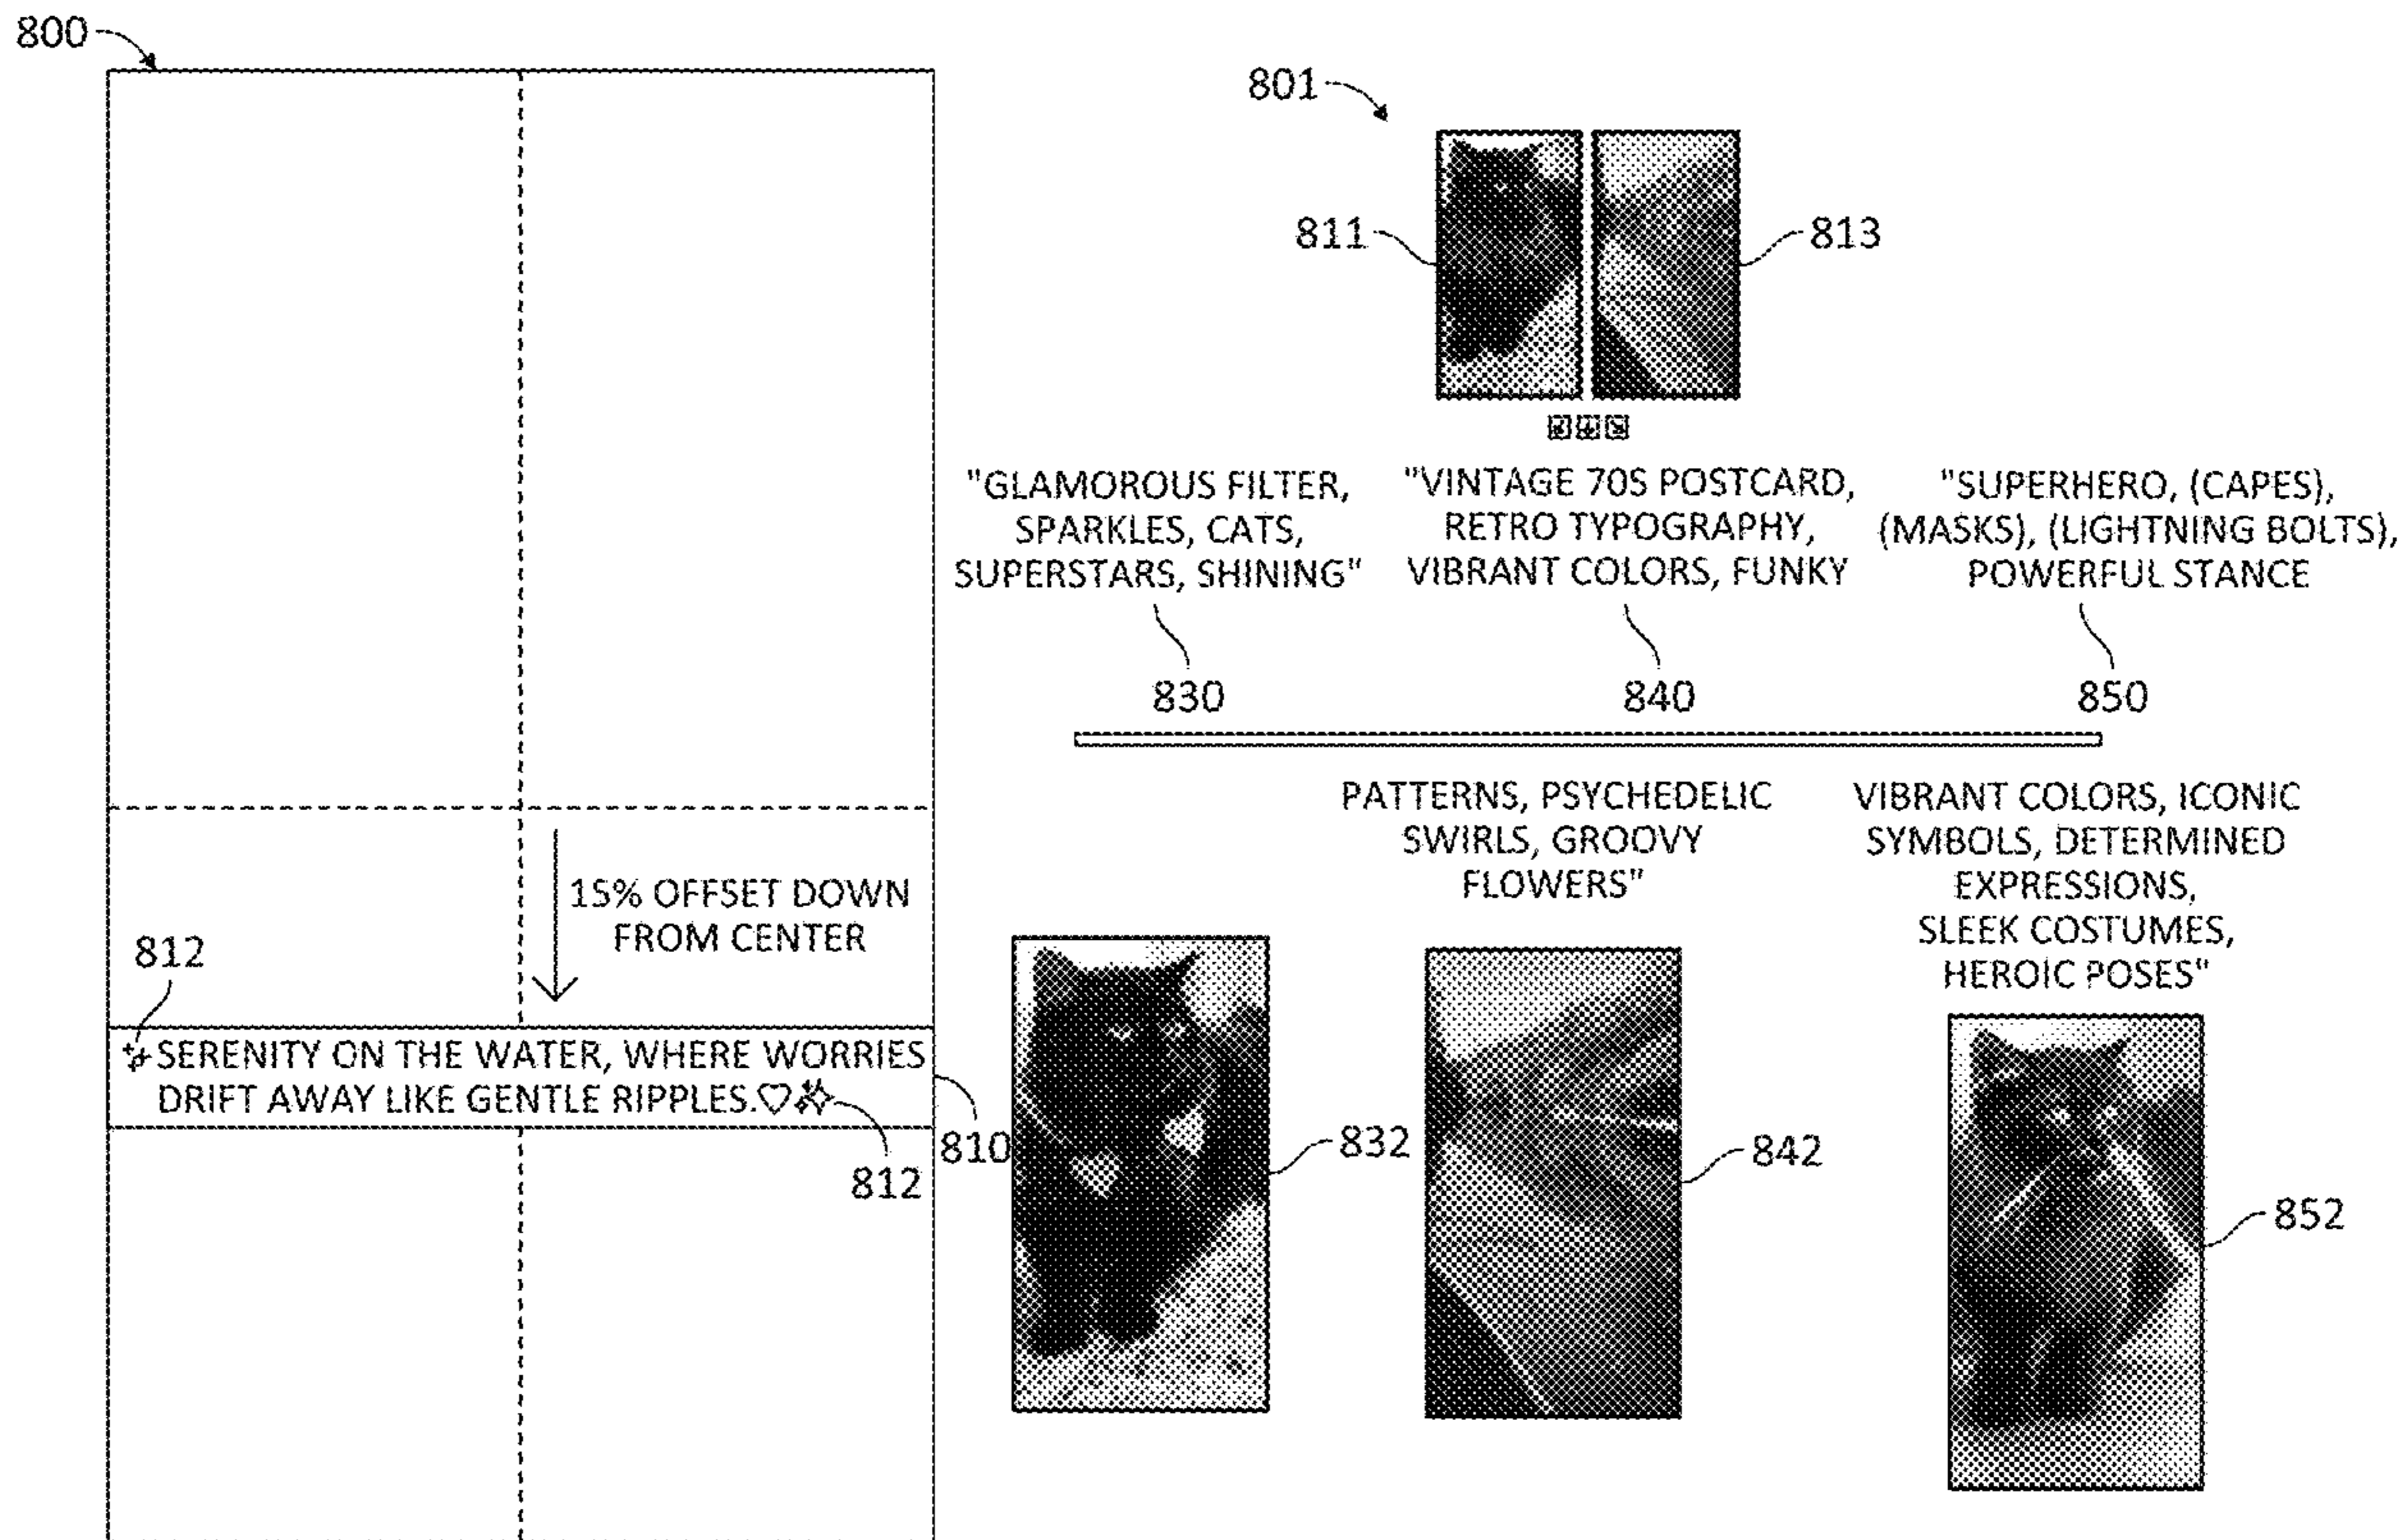 800
15% OFFSET DOWN
FROM CENTER
812
SERENITY ON THE WATER, WHERE WORRIES
DRIFT AWAY LIKE GENTLE RIPPLES.♡
810
812
801
811
813
"GLAMOROUS FILTER,
SPARKLES, CATS,
SUPERSTARS, SHINING"
830
"VINTAGE 70S POSTCARD,
RETRO TYPOGRAPHY,
VIBRANT COLORS, FUNKY
840
"SUPERHERO, (CAPES),
(MASKS), (LIGHTNING BOLTS),
POWERFUL STANCE
850
PATTERNS, PSYCHEDELIC
SWIRLS, GROOVY
FLOWERS"
VIBRANT COLORS, ICONIC
SYMBOLS, DETERMINED
EXPRESSIONS,
SLEEK COSTUMES,
HEROIC POSES"
832
842
852